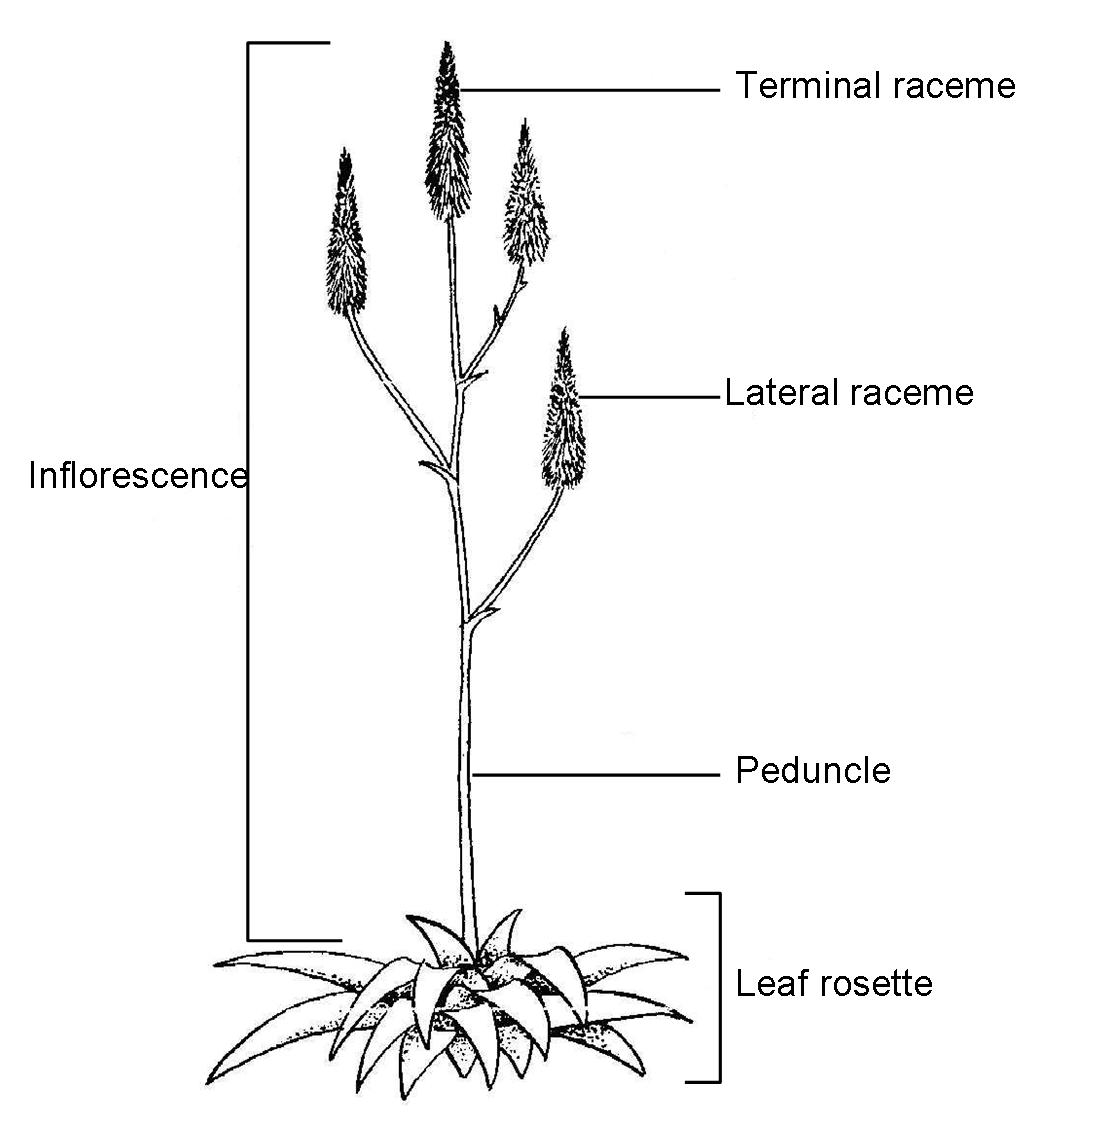 Terminal raceme
Lateral raceme
Inflorescence
Peduncle
Leaf rosette